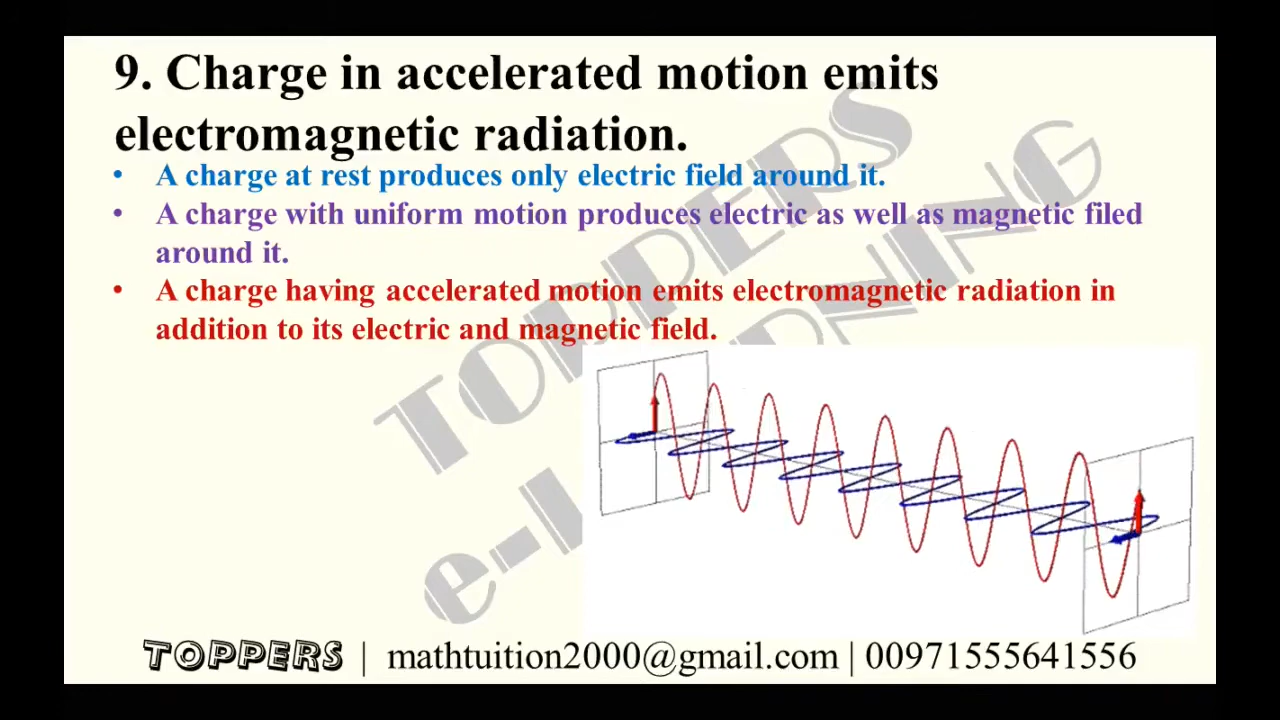 9. Charge in accelerated motion emits
electromagnetic radiation.
• A charge at rest produces only electric field around it.
• A charge with uniform motion produces electric as well as magnetic filed
around it.
• A charge having accelerated motion emits electromagnetic radiation in
addition to its electric and magnetic field.
TOPPERS
e-L RNING
TOPPERS | mathtuition2000@gmail.com | 00971555641556